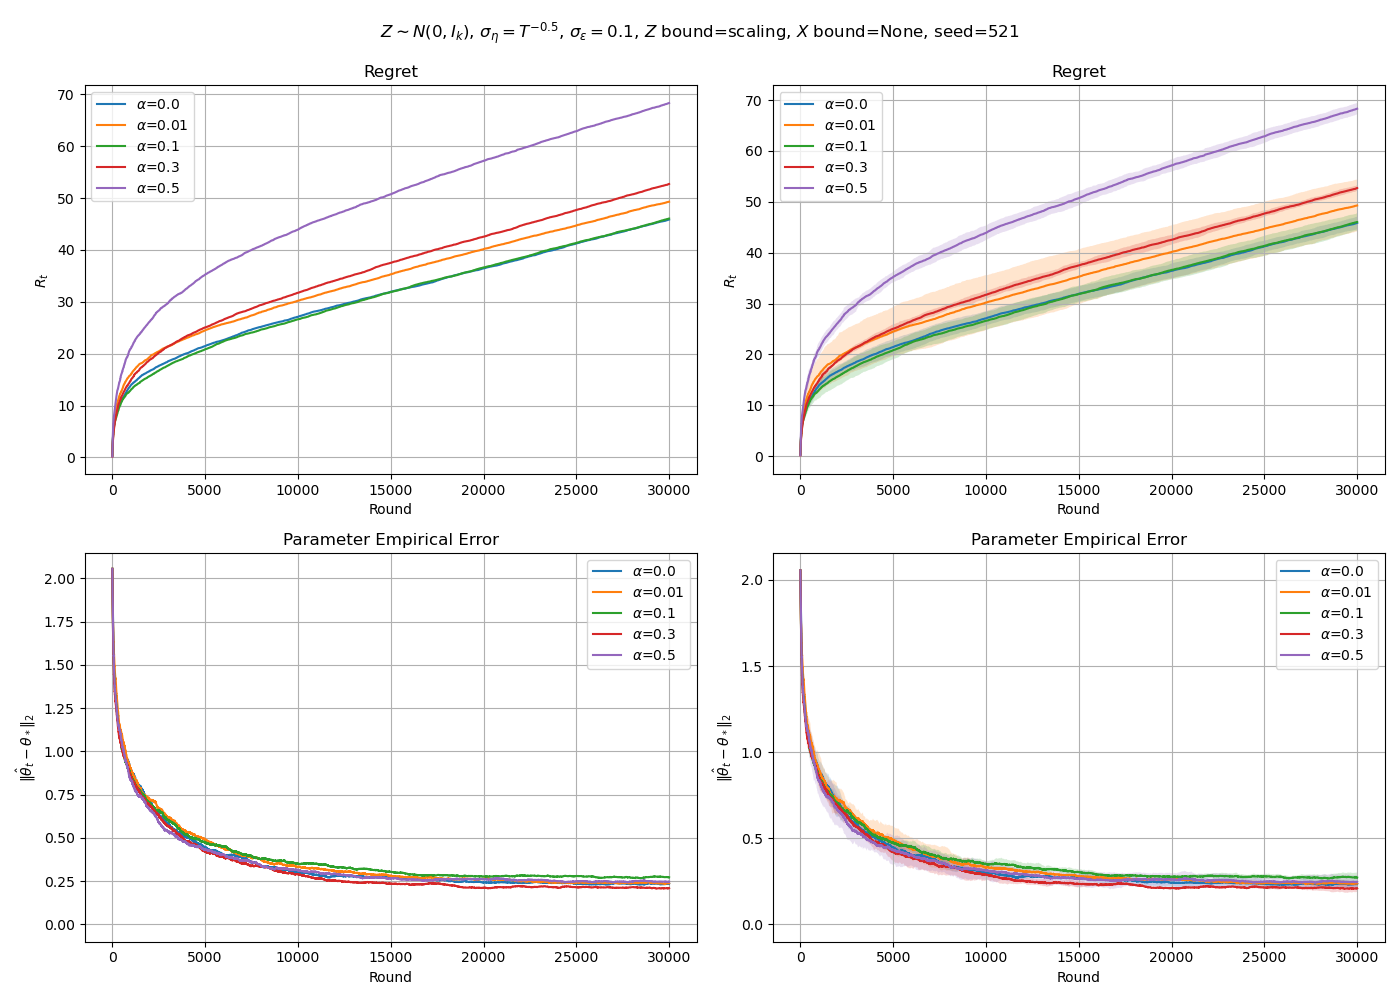 Z ∼ N(0, I_k), σ_η = T^{−0.5}, σ_ε = 0.1, Z bound=scaling, X bound=None, seed=521
Regret
R_t
70
60
50
40
30
20
10
0
α=0.0
α=0.01
α=0.1
α=0.3
α=0.5
0 5000 10000 15000 20000 25000 30000
Round
Regret
R_t
70
60
50
40
30
20
10
0
α=0.0
α=0.01
α=0.1
α=0.3
α=0.5
0 5000 10000 15000 20000 25000 30000
Round
Parameter Empirical Error
‖θ̂_t − θ_*‖_2
2.00
1.75
1.50
1.25
1.00
0.75
0.50
0.25
0.00
α=0.0
α=0.01
α=0.1
α=0.3
α=0.5
0 5000 10000 15000 20000 25000 30000
Round
Parameter Empirical Error
‖θ̂_t − θ_*‖_2
2.0
1.5
1.0
0.5
0.0
α=0.0
α=0.01
α=0.1
α=0.3
α=0.5
0 5000 10000 15000 20000 25000 30000
Round